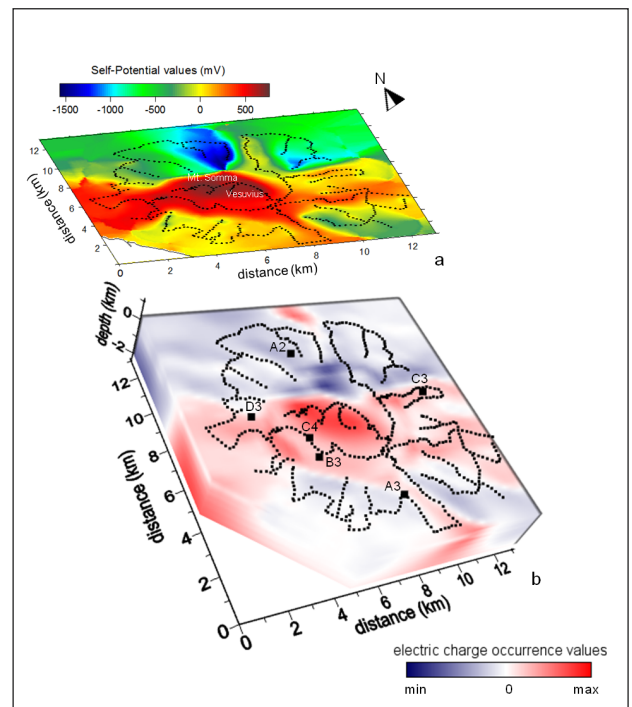 Self-Potential values (mV)
-1500 -1000 -500 0 500
N
12
10
8
6
4
2
0
distance (km)
Mt. Somma
Vesuvius
0 2 4 6 8 10 12
distance (km)
a
depth (km)
0
-2
12
10
8
6
4
2
0
distance (km)
A2
C3
D3
C4
B3
A3
0 2 4 6 8 10 12
distance (km)
b
electric charge occurrence values
min 0 max